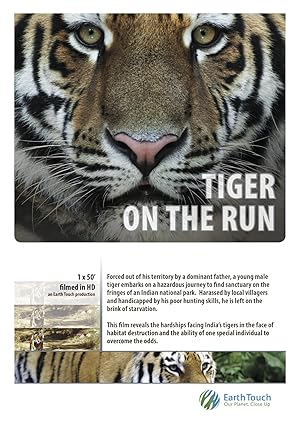 TIGER
ON THE RUN
1 x 50'
filmed in HD
an Earth Touch production
Forced out of his territory by a dominant father, a young male
tiger embarks on a hazardous journey to find sanctuary on the
fringes of an Indian national park. Harassed by local villagers
and handicapped by his poor hunting skills, he is left on the
brink of starvation.
This film reveals the hardships facing India's tigers in the face of
habitat destruction and the ability of one special individual to
overcome the odds.
EarthTouch
Our Planet. Close Up